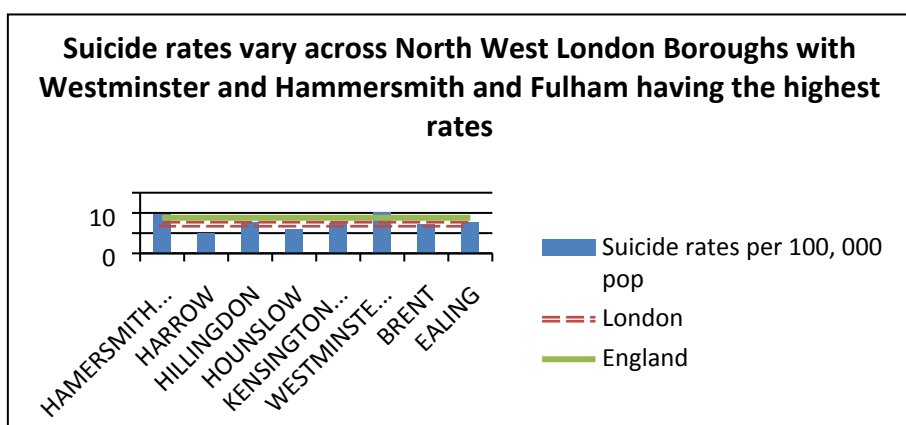 Suicide rates vary across North West London Boroughs with
Westminster and Hammersmith and Fulham having the highest
rates
10
0
HAMERSMITH...
HARROW
HILLINGDON
HOUNSLOW
KENSINGTON...
WESTMINSTE...
BRENT
EALING
Suicide rates per 100, 000
pop
London
England